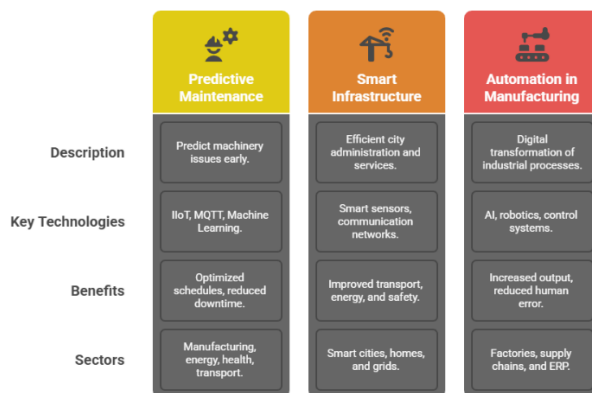 Predictive
Maintenance
Smart
Infrastructure
Automation in
Manufacturing
Description
Predict machinery
issues early.
Efficient city
administration and
services.
Digital
transformation of
industrial processes.
Key Technologies
IIoT, MQTT, Machine
Learning.
Smart sensors,
communication
networks.
AI, robotics, control
systems.
Benefits
Optimized
schedules, reduced
downtime.
Improved transport,
energy, and safety.
Increased output,
reduced human
error.
Sectors
Manufacturing,
energy, health,
transport.
Smart cities, homes,
and grids.
Factories, supply
chains, and ERP.